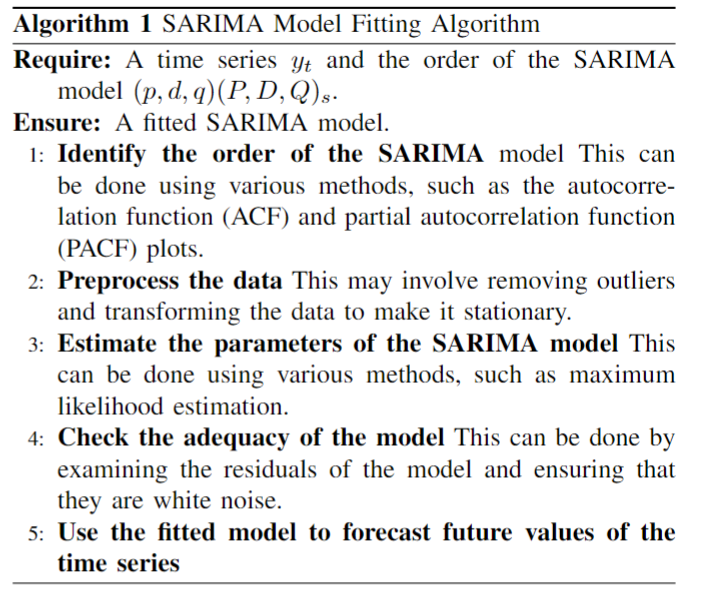 Algorithm 1 SARIMA Model Fitting Algorithm
Require: A time series yₜ and the order of the SARIMA
model (p, d, q)(P, D, Q)ₛ.
Ensure: A fitted SARIMA model.
1: Identify the order of the SARIMA model This can
be done using various methods, such as the autocorre-
lation function (ACF) and partial autocorrelation function
(PACF) plots.
2: Preprocess the data This may involve removing outliers
and transforming the data to make it stationary.
3: Estimate the parameters of the SARIMA model This
can be done using various methods, such as maximum
likelihood estimation.
4: Check the adequacy of the model This can be done by
examining the residuals of the model and ensuring that
they are white noise.
5: Use the fitted model to forecast future values of the
time series